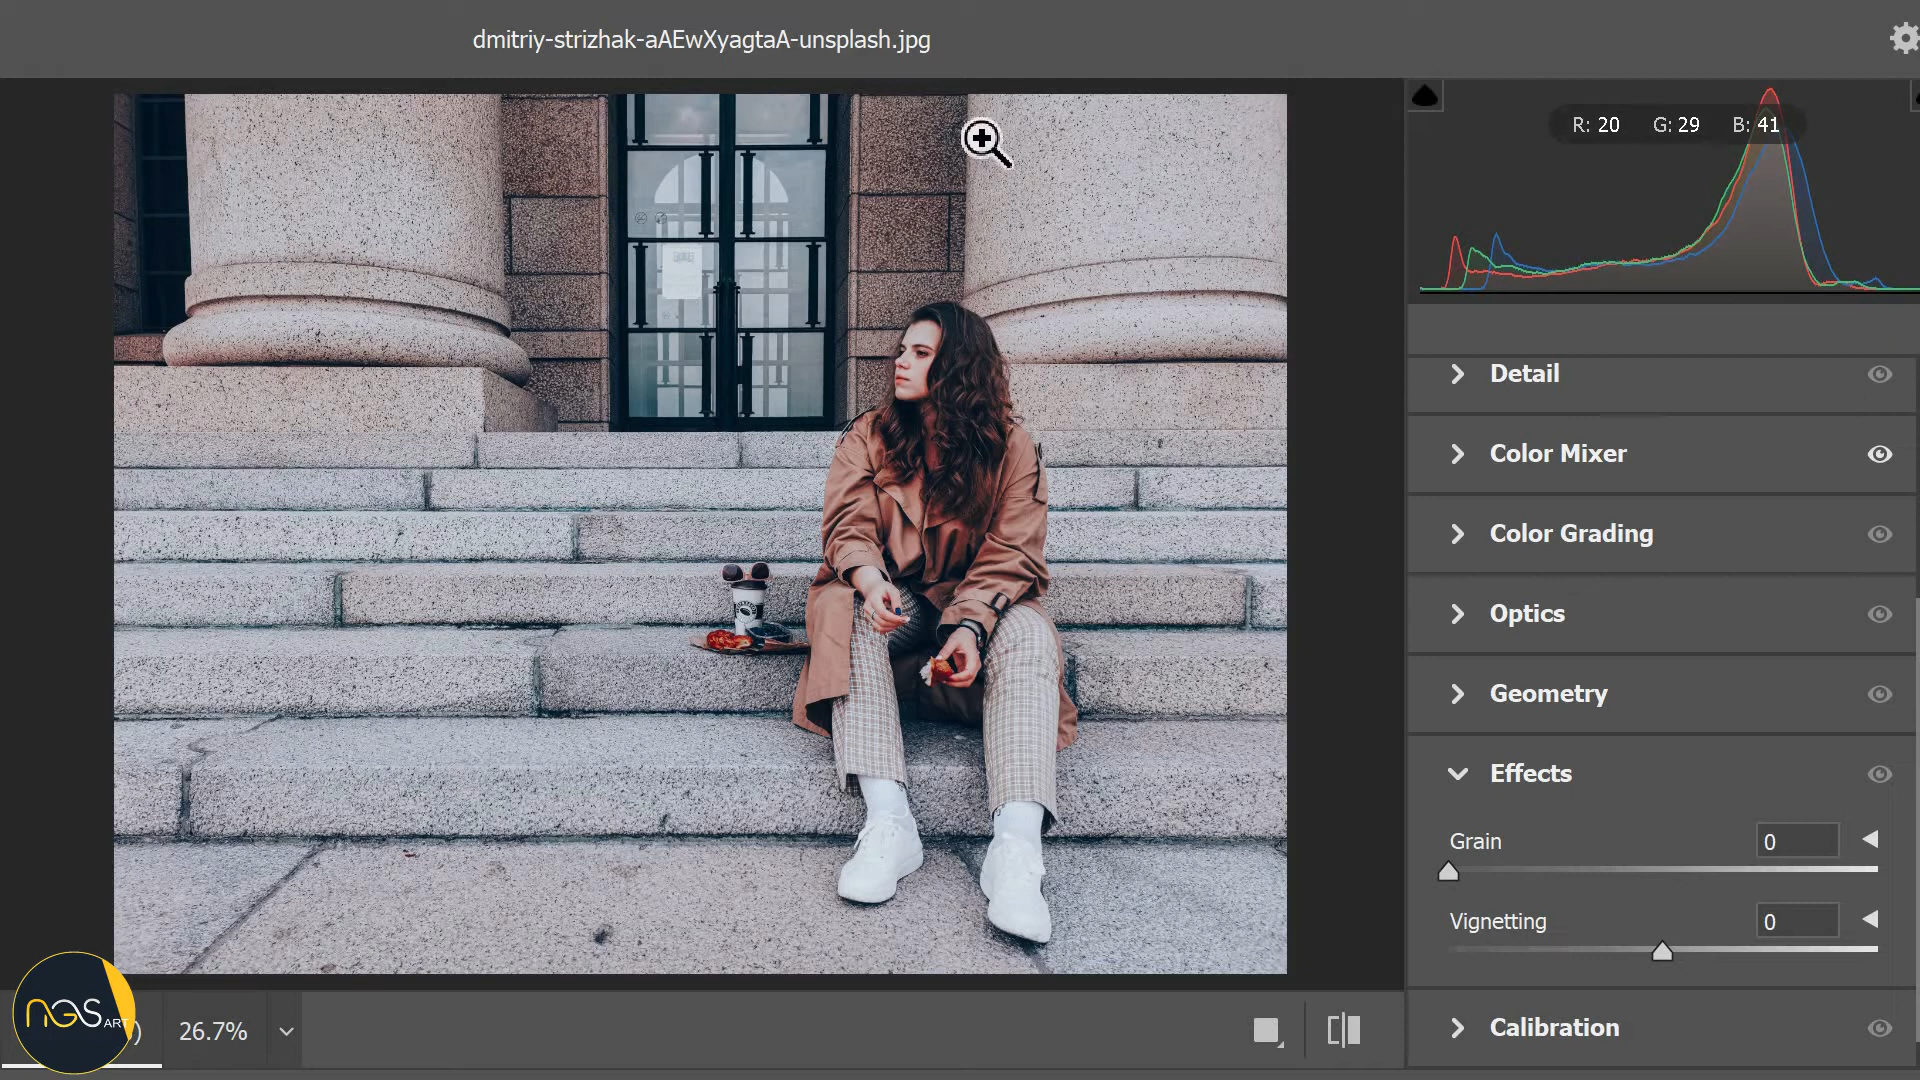 dmitriy-strizhak-aAEwXyagtaA-unsplash.jpg
R: 20 G: 29 B: 41
Detail
Color Mixer
Color Grading
Optics
Geometry
Effects
Grain 0
Vignetting 0
Calibration
NGS ART
)
26.7%